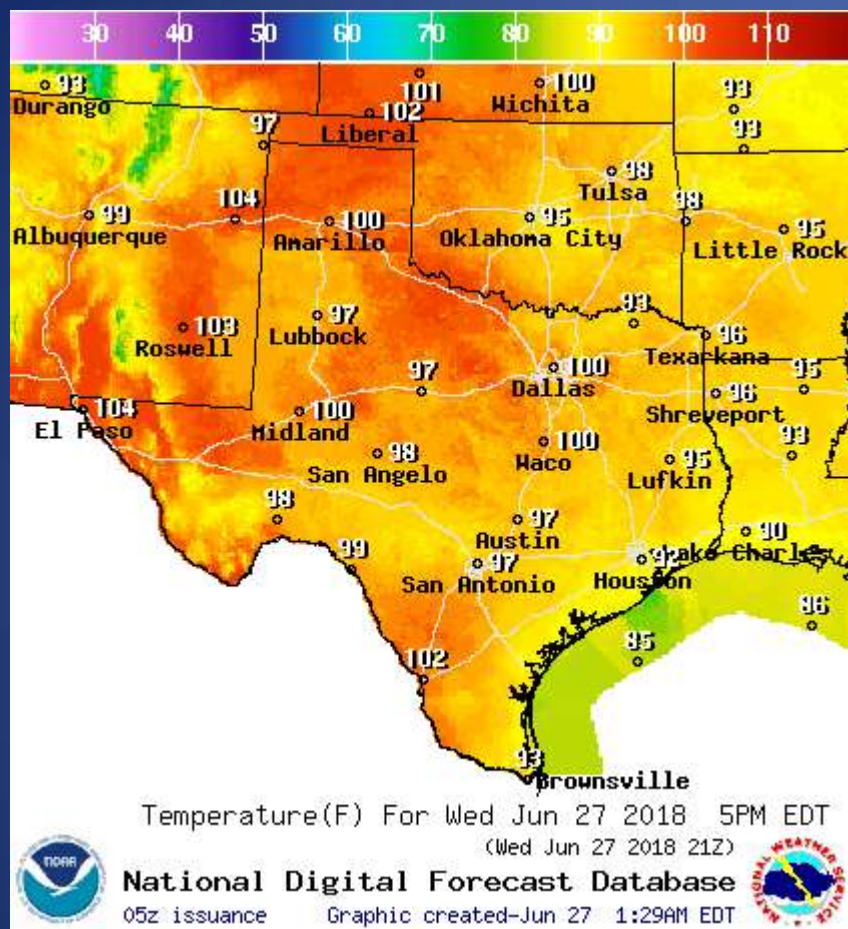 30 40 50 60 70 80 90 100 110
93
Durango
101
102
Liberal
100
Wichita
93
93
97
98
Tulsa
99
Albuquerque
104
100
Amarillo
95
Oklahoma City
98
95
Little Rock
103
Roswell
97
Lubbock
93
96
Texarkana
100
Dallas
97
96
Shreveport
95
104
El Paso
100
Midland
98
San Angelo
100
Waco
95
Lufkin
93
98
97
Austin
90
99
97
San Antonio
92
Houston
86
85
102
93
Brownsville
Temperature(F) For Wed Jun 27 2018 5PM EDT
(Wed Jun 27 2018 21Z)
NOAA
National Digital Forecast Database
NATIONAL WEATHER SERVICE
05z issuance Graphic created-Jun 27 1:29AM EDT